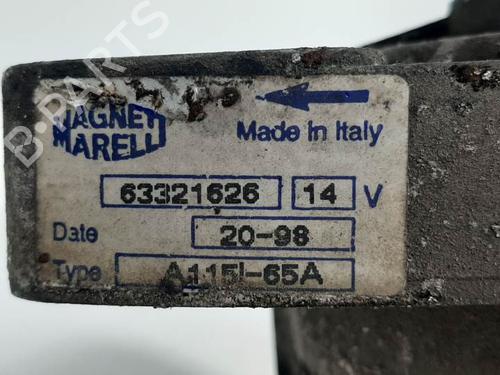 MAGNETI
MARELLI
Made in Italy
63321626 14 V
Date 20-98
Type A115I-65A
B-PARTS